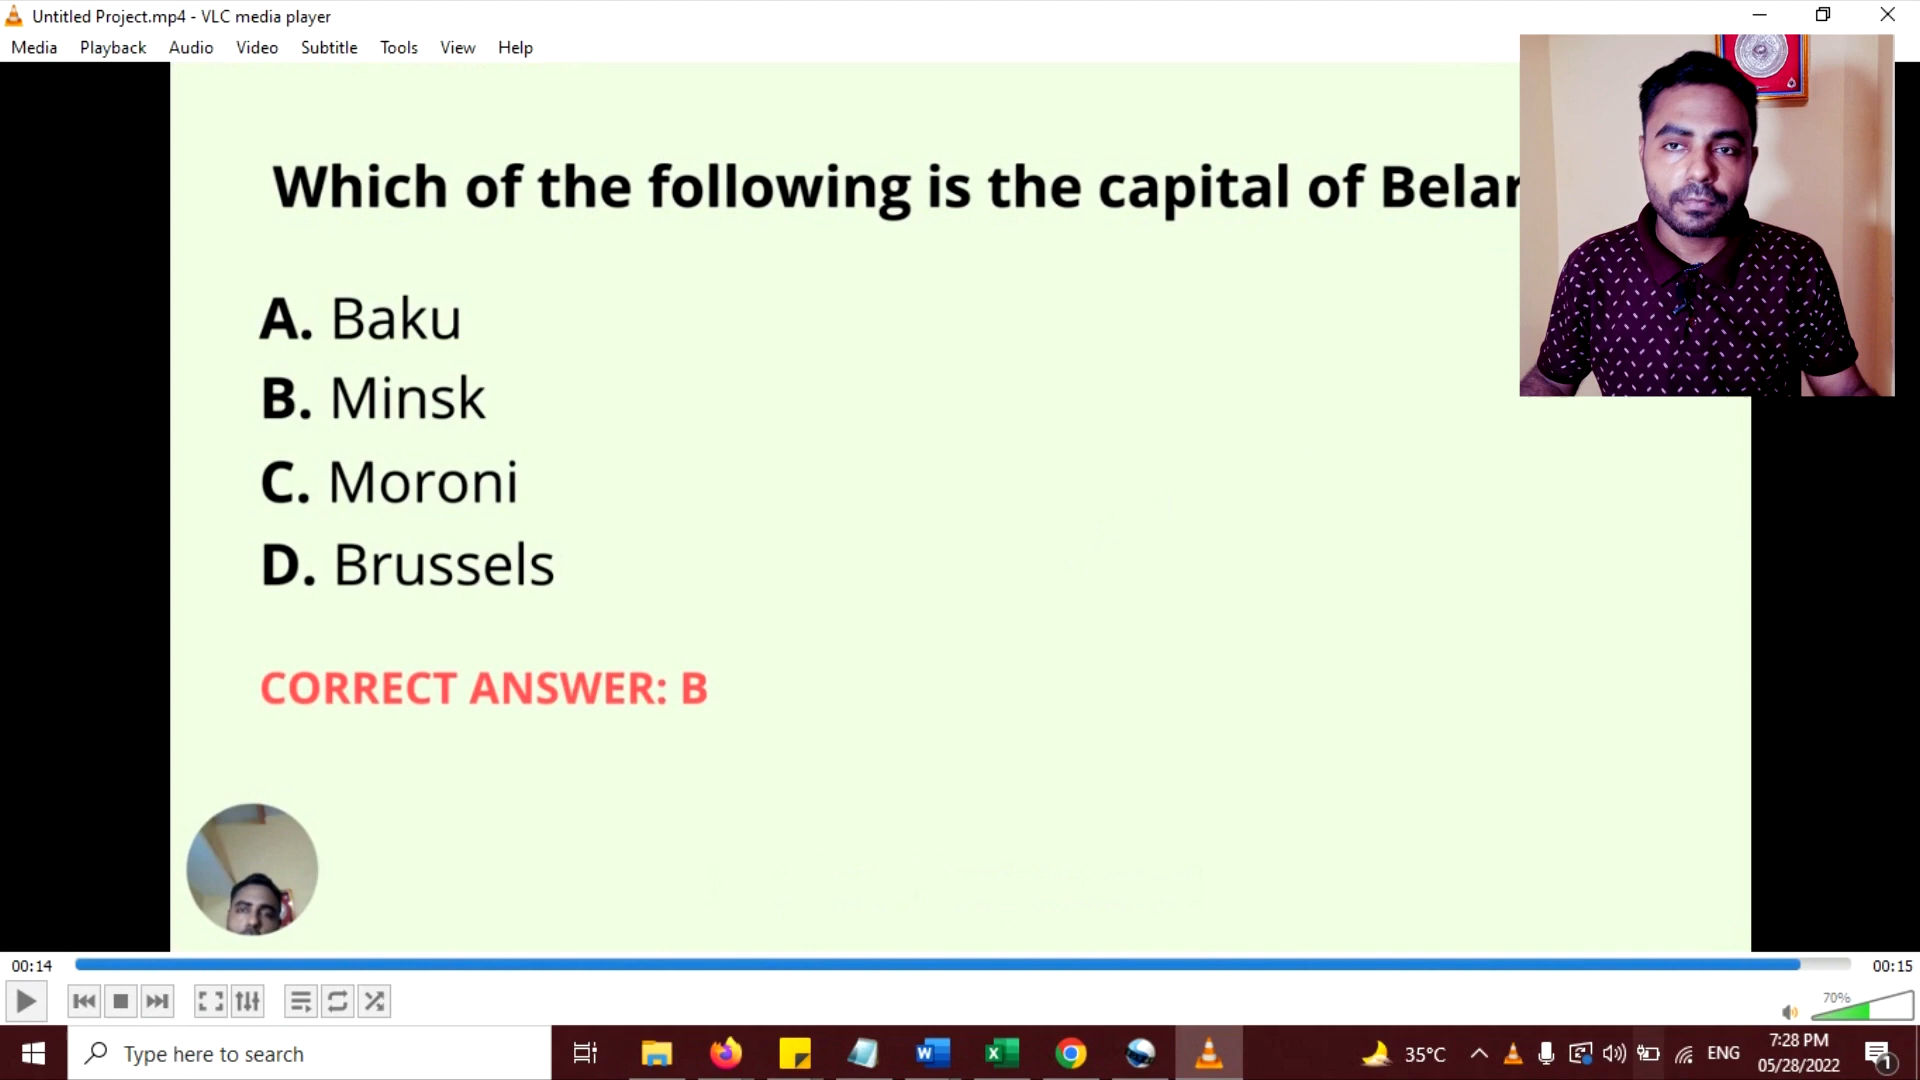 Untitled Project.mp4 - VLC media player
Media Playback Audio Video Subtitle Tools View Help
Which of the following is the capital of Belar
A. Baku
B. Minsk
C. Moroni
D. Brussels
CORRECT ANSWER: B
00:14
00:15
70%
Type here to search
35°C
ENG
7:28 PM
05/28/2022
1